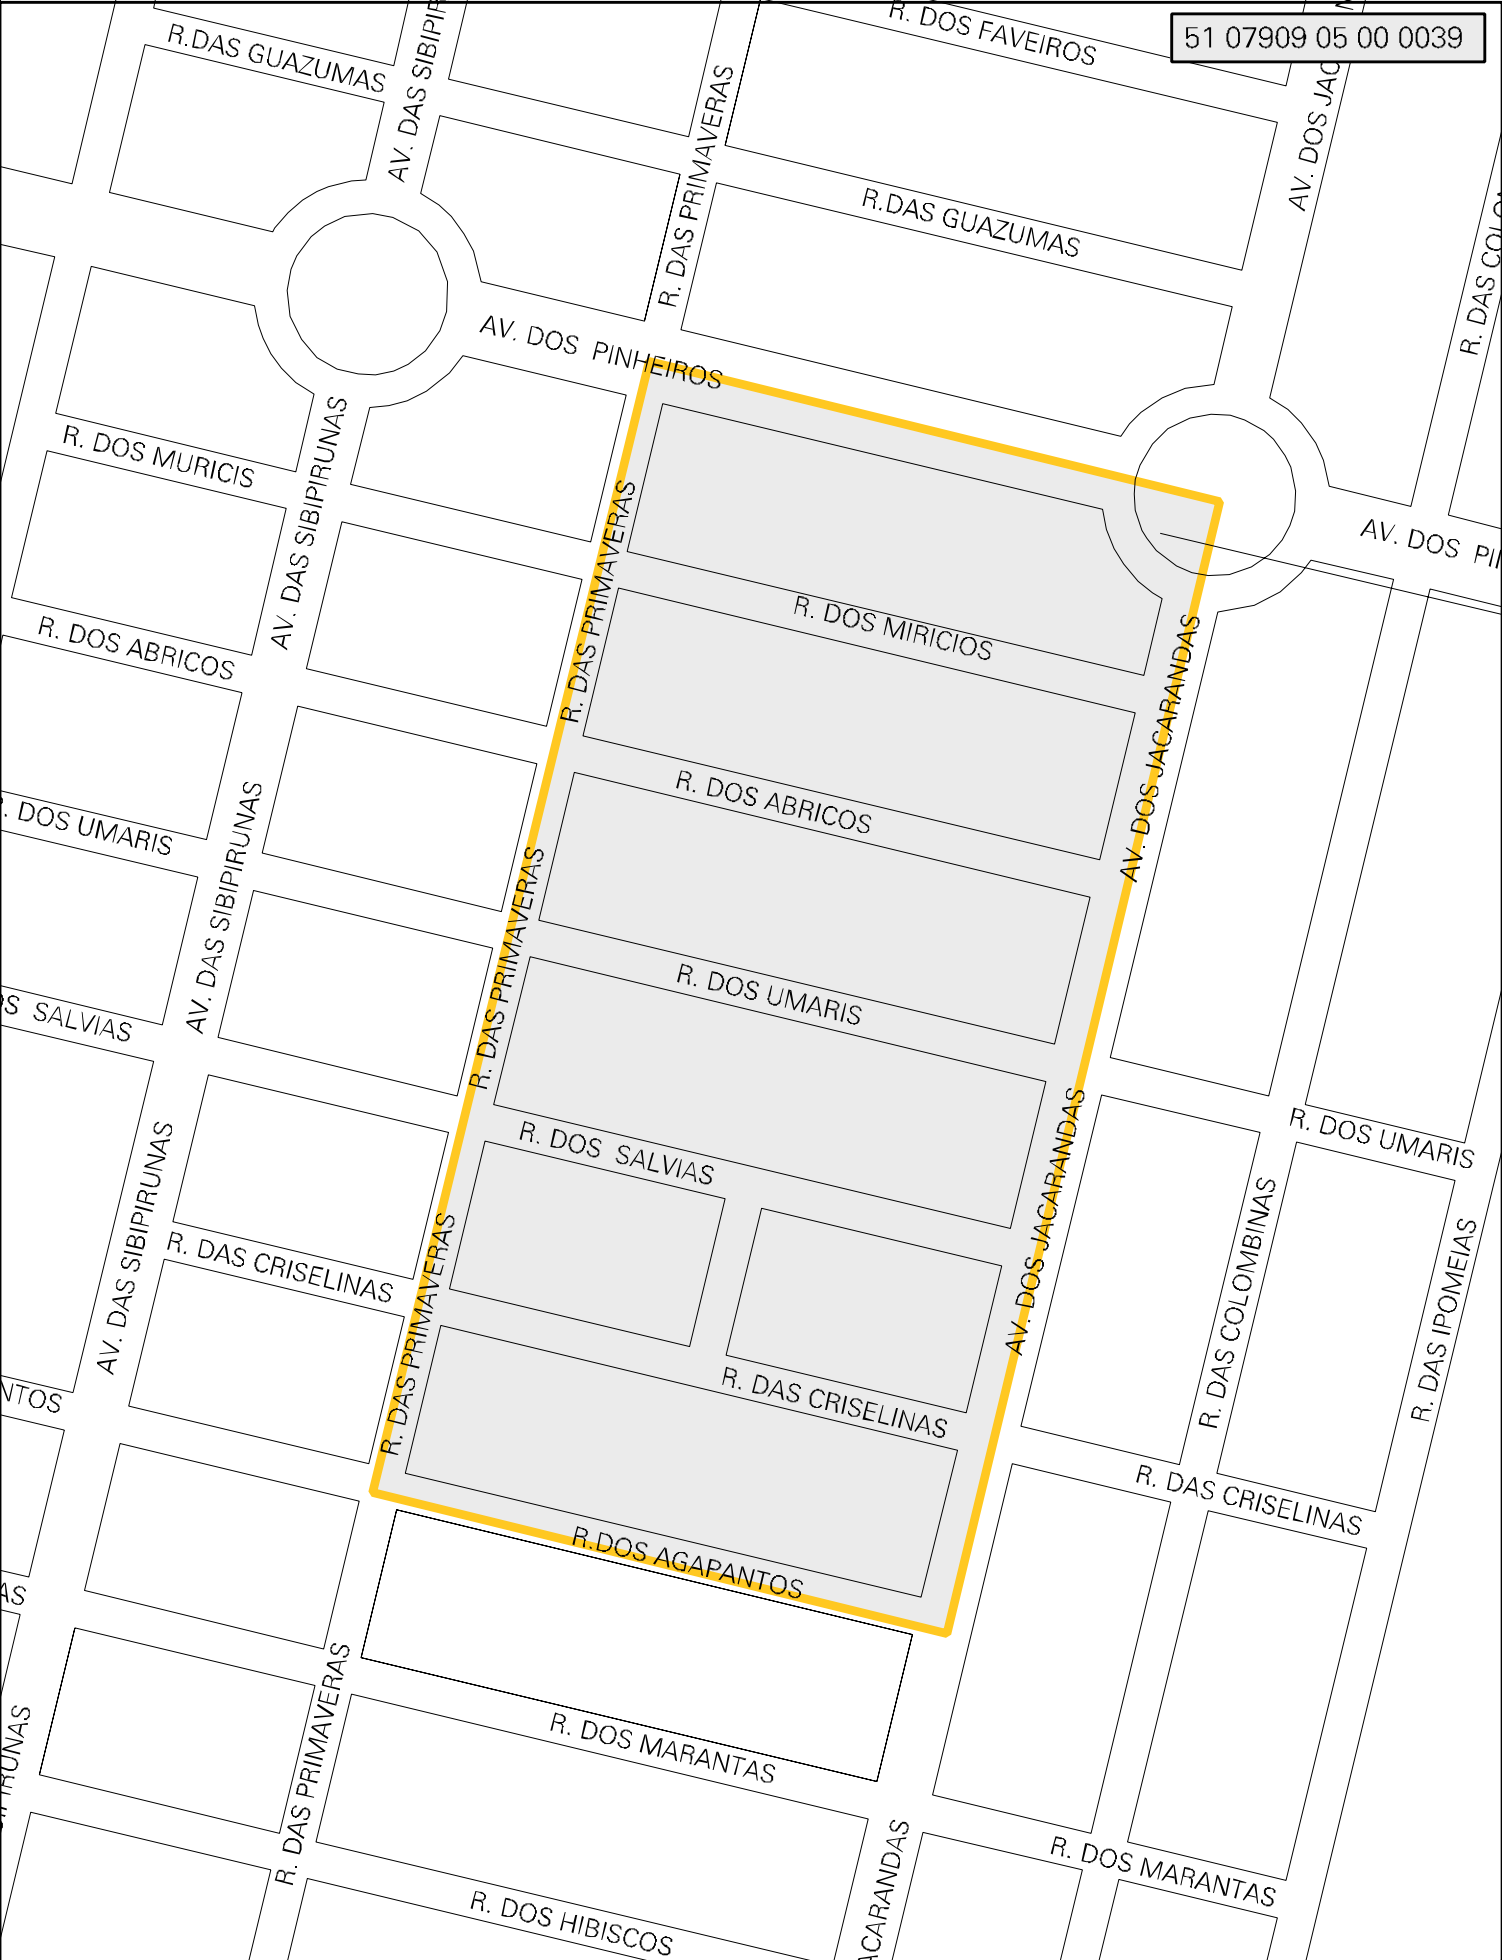 R. DOS FAVEIROS
51 07909 05 00 0039
R.DAS GUAZUMAS
AV. DAS SIBIPIR
R. DAS PRIMAVERAS
AV. DOS JAC
R.DAS GUAZUMAS
R. DAS COLO
AV. DOS  PINHEIROS
R. DOS MURICIS
AV. DAS SIBIPIRUNAS
R. DAS PRIMAVERAS
AV. DOS  PI
R. DOS MIRICIOS
R. DOS ABRICOS
AV. DOS JACARANDAS
R. DOS ABRICOS
. DOS UMARIS
AV. DAS SIBIPIRUNAS
R. DAS PRIMAVERAS
R. DOS UMARIS
S  SALVIAS
R. DOS  SALVIAS
AV. DOS JACARANDAS
R. DOS UMARIS
AV. DAS SIBIPIRUNAS
R. DAS COLOMBINAS
R. DAS IPOMEIAS
R. DAS CRISELINAS
R. DAS PRIMAVERAS
NTOS
R. DAS CRISELINAS
R. DAS CRISELINAS
R.DOS AGAPANTOS
AS
R. DAS PRIMAVERAS
IRUNAS
R. DOS MARANTAS
ACARANDAS
R. DOS MARANTAS
R. DOS HIBISCOS